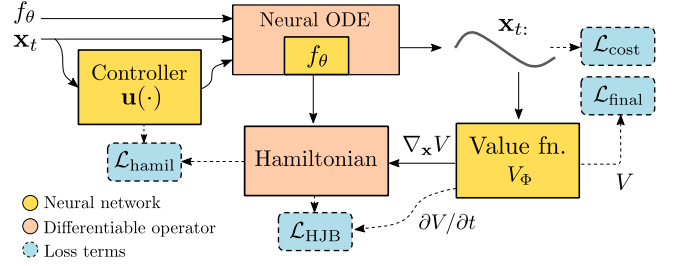 f_θ
x_t
Neural ODE
f_θ
x_{t:}
ℒ_cost
Controller
u(·)
ℒ_final
ℒ_hamil
Hamiltonian
∇_x V
Value fn.
V_Φ
V
Neural network
Differentiable operator
Loss terms
ℒ_HJB
∂V/∂t